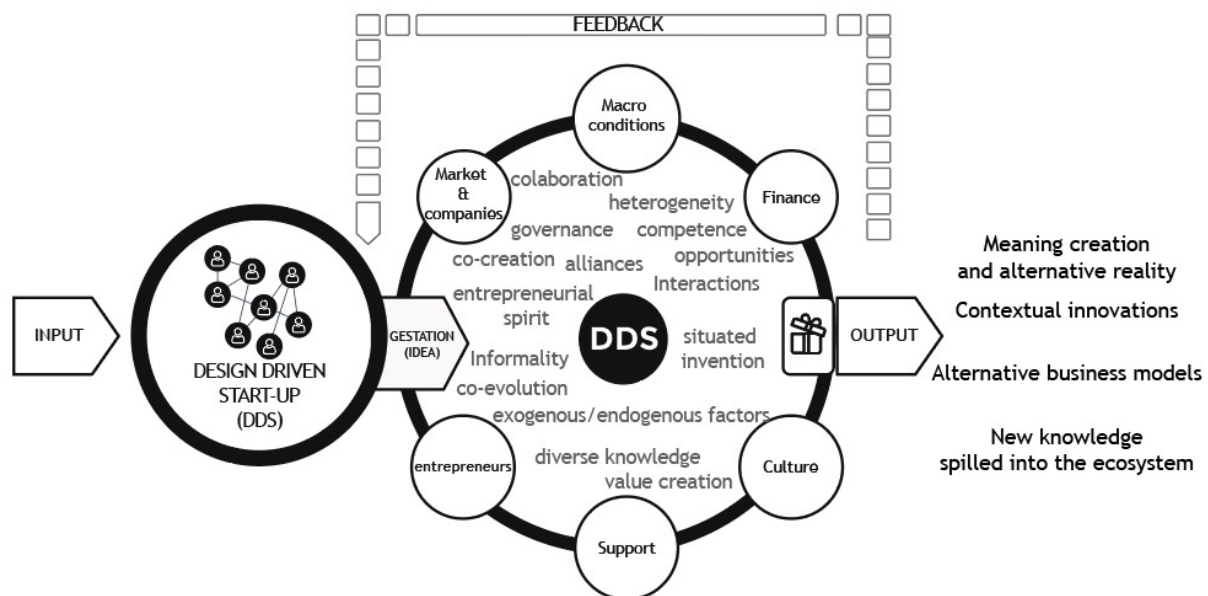 FEEDBACK
Macro
conditions
Market
&
companies
Finance
colaboration
heterogeneity
governance
competence
co-creation
alliances
opportunities
Interactions
entrepreneurial
spirit
DDS
situated
invention
Informality
co-evolution
exogenous/endogenous factors
diverse knowledge
value creation
entrepreneurs
Culture
Support
INPUT
DESIGN DRIVEN
START-UP
(DDS)
GESTATION
(IDEA)
OUTPUT
Meaning creation
and alternative reality
Contextual innovations
Alternative business models
New knowledge
spilled into the ecosystem